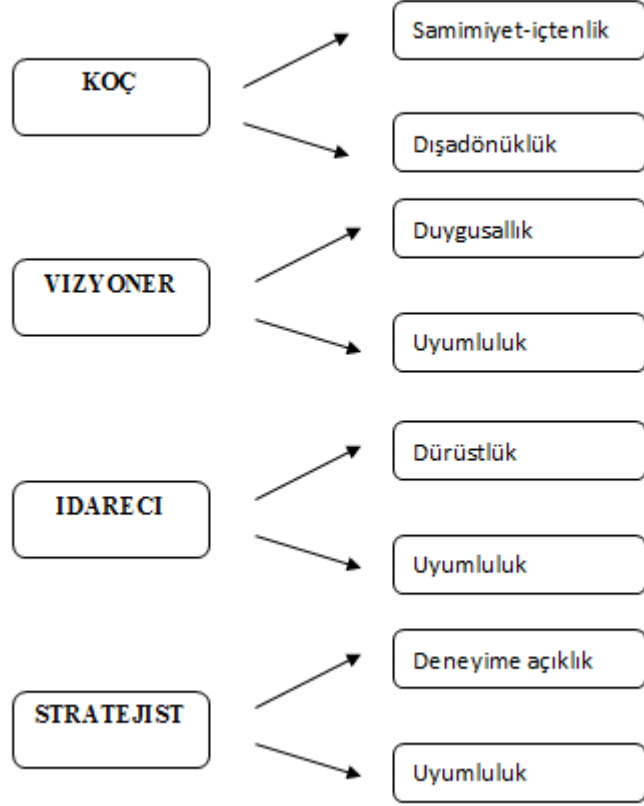 KOÇ
Samimiyet-içtenlik
Dışadönüklük
VIZYONER
Duygusallık
Uyumluluk
IDARECI
Dürüstlük
Uyumluluk
STRATEJIST
Deneyime açıklık
Uyumluluk